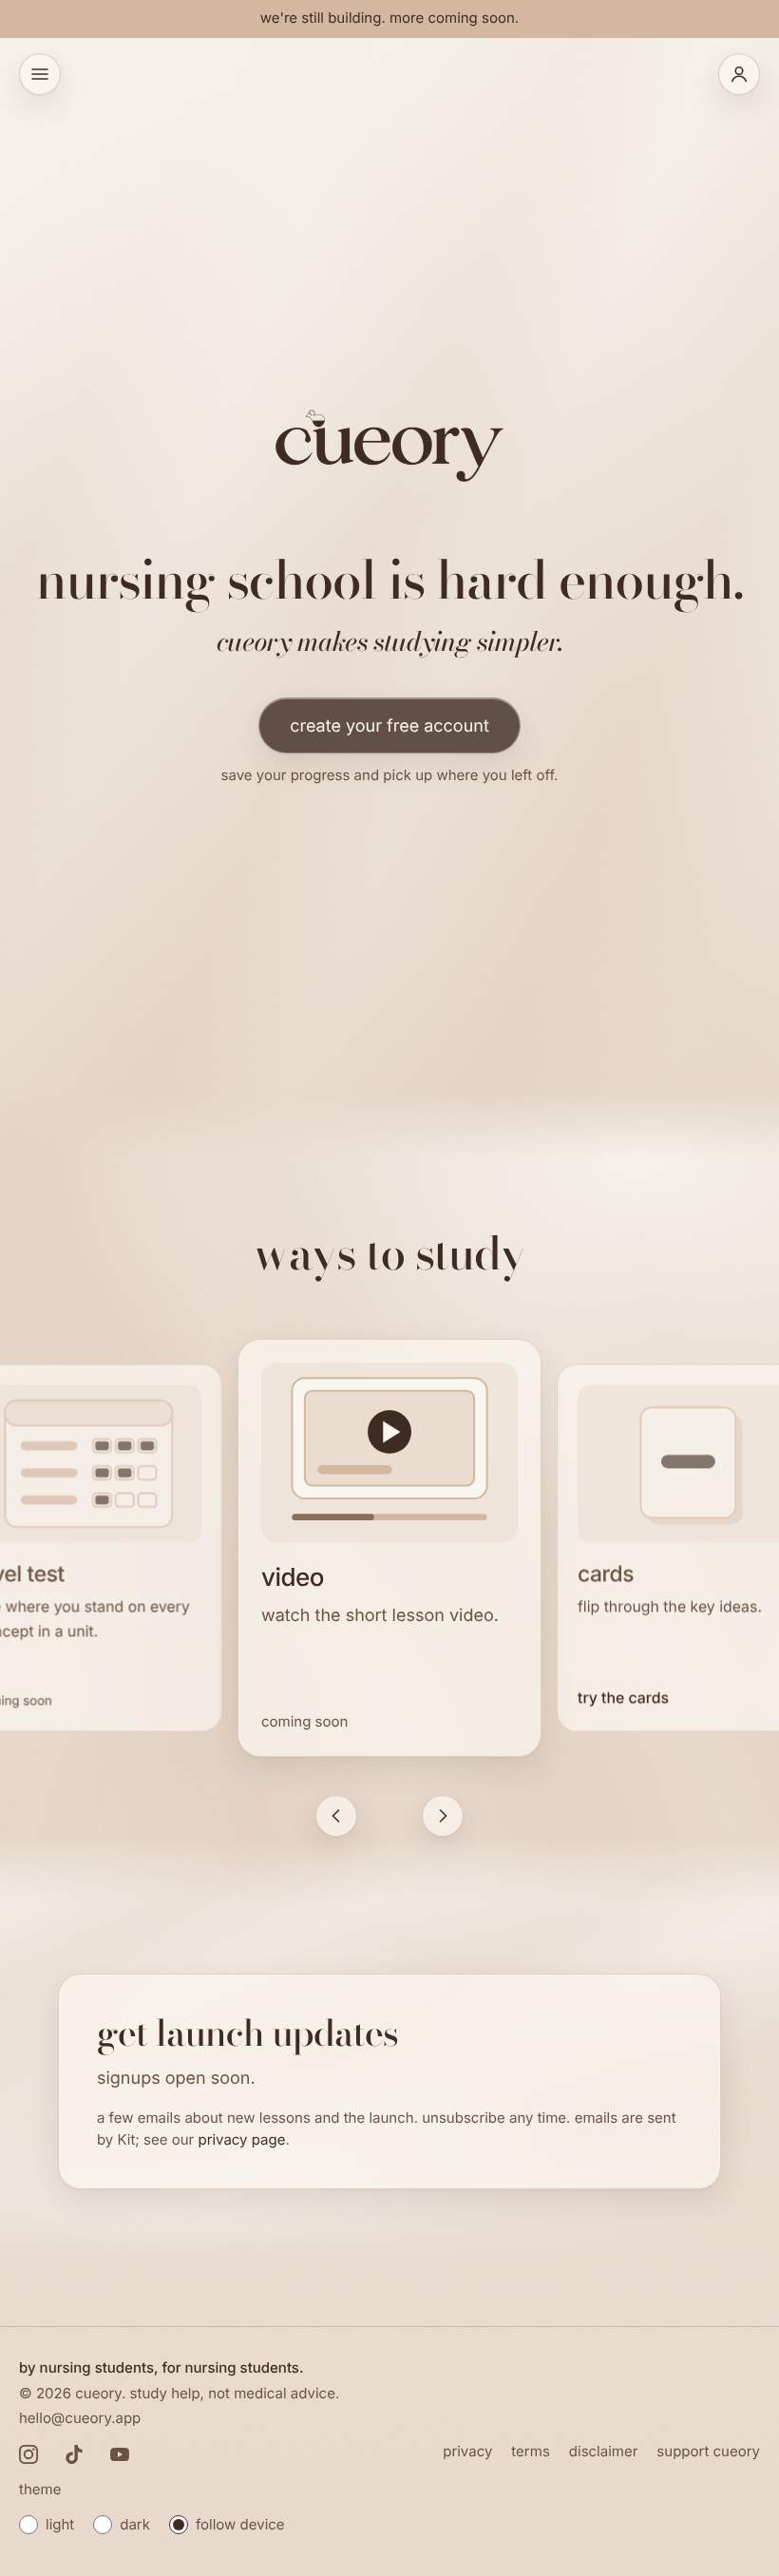 we're still building. more coming soon.
cueory
nursing school is hard enough.
cueory makes studying simpler.
create your free account
save your progress and pick up where you left off.
ways to study
vel test
where you stand on every
ncept in a unit.
ing soon
video
watch the short lesson video.
coming soon
cards
flip through the key ideas.
try the cards
get launch updates
signups open soon.
a few emails about new lessons and the launch. unsubscribe any time. emails are sent
by Kit; see our privacy page.
by nursing students, for nursing students.
© 2026 cueory. study help, not medical advice.
hello@cueory.app
privacy terms disclaimer support cueory
theme
light dark follow device